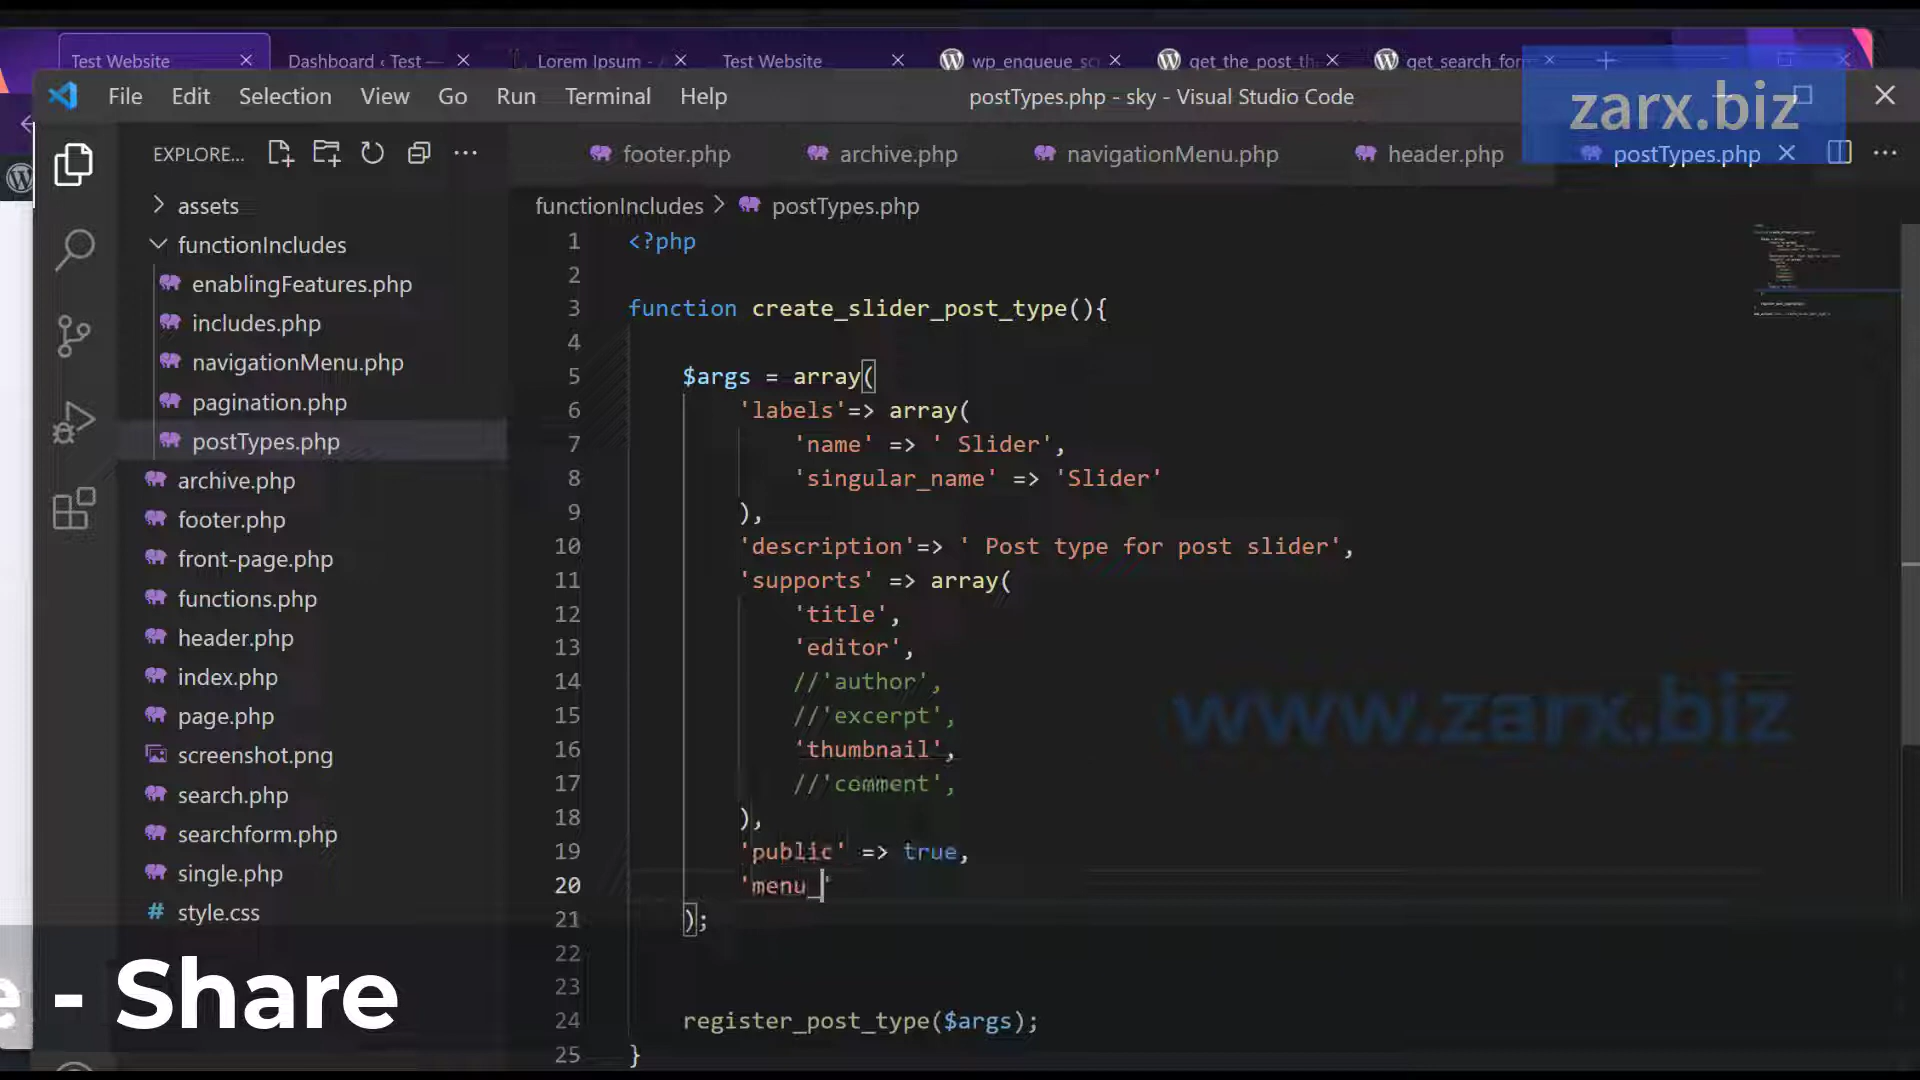 Test Website
Dashboard ‹ Test —
Lorem Ipsum -
Test Website
wp_enqueue_sc
get_the_post_th
get_search_for
zarx.biz
File Edit Selection View Go Run Terminal Help
postTypes.php - sky - Visual Studio Code
EXPLORE...
footer.php
archive.php
navigationMenu.php
header.php
postTypes.php
assets
functionIncludes
enablingFeatures.php
includes.php
navigationMenu.php
pagination.php
postTypes.php
archive.php
footer.php
front-page.php
functions.php
header.php
index.php
page.php
screenshot.png
search.php
searchform.php
single.php
style.css
functionIncludes > postTypes.php
1 <?php
2
3 function create_slider_post_type(){
4
5 $args = array(
6 'labels'=> array(
7 'name' => ' Slider',
8 'singular_name' => 'Slider'
9 ),
10 'description'=> ' Post type for post slider',
11 'supports' => array(
12 'title',
13 'editor',
14 //'author',
15 //'excerpt',
16 'thumbnail',
17 //'comment',
18 ),
19 'public' => true,
20 'menu_'
21 );
22
23
24 register_post_type($args);
25 }
www.zarx.biz
e - Share